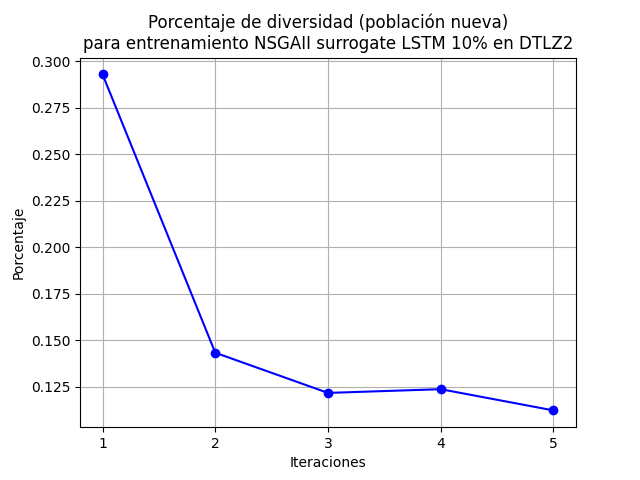 Porcentaje de diversidad (población nueva)
para entrenamiento NSGAII surrogate LSTM 10% en DTLZ2
0.300
0.275
0.250
0.225
0.200
0.175
0.150
0.125
Porcentaje
1 2 3 4 5
Iteraciones